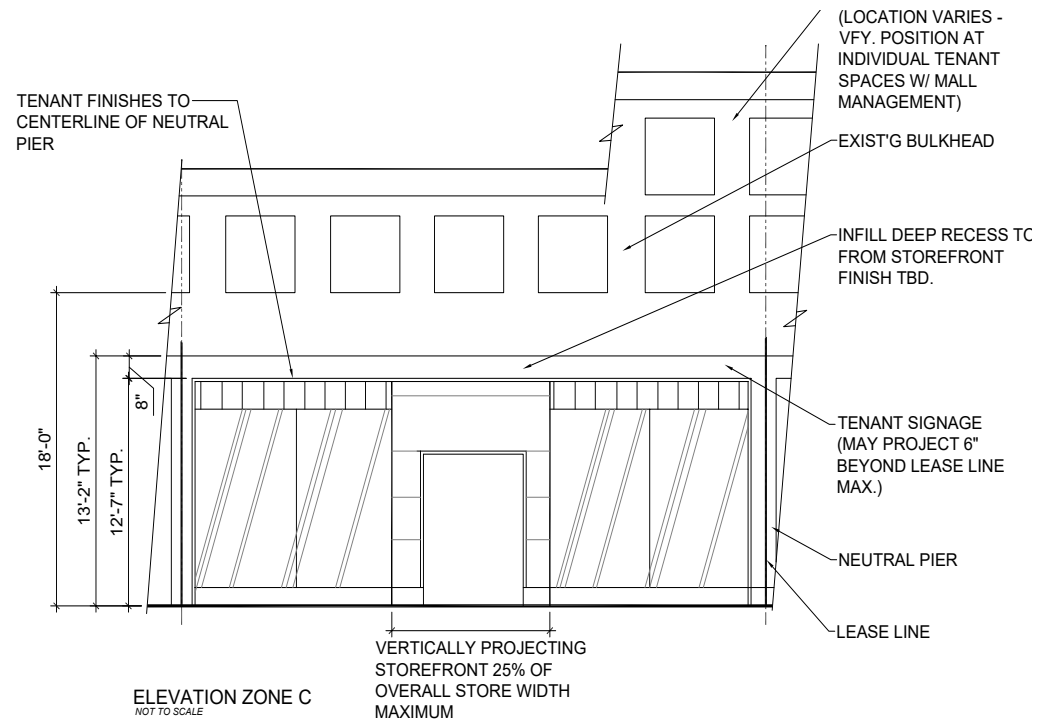 (LOCATION VARIES -
VFY. POSITION AT
INDIVIDUAL TENANT
SPACES W/ MALL
MANAGEMENT)
TENANT FINISHES TO
CENTERLINE OF NEUTRAL
PIER
EXIST'G BULKHEAD
INFILL DEEP RECESS TO
FROM STOREFRONT
FINISH TBD.
18'-0"
13'-2" TYP.
12'-7" TYP.
8"
TENANT SIGNAGE
(MAY PROJECT 6"
BEYOND LEASE LINE
MAX.)
NEUTRAL PIER
LEASE LINE
VERTICALLY PROJECTING
STOREFRONT 25% OF
OVERALL STORE WIDTH
MAXIMUM
ELEVATION ZONE C
NOT TO SCALE